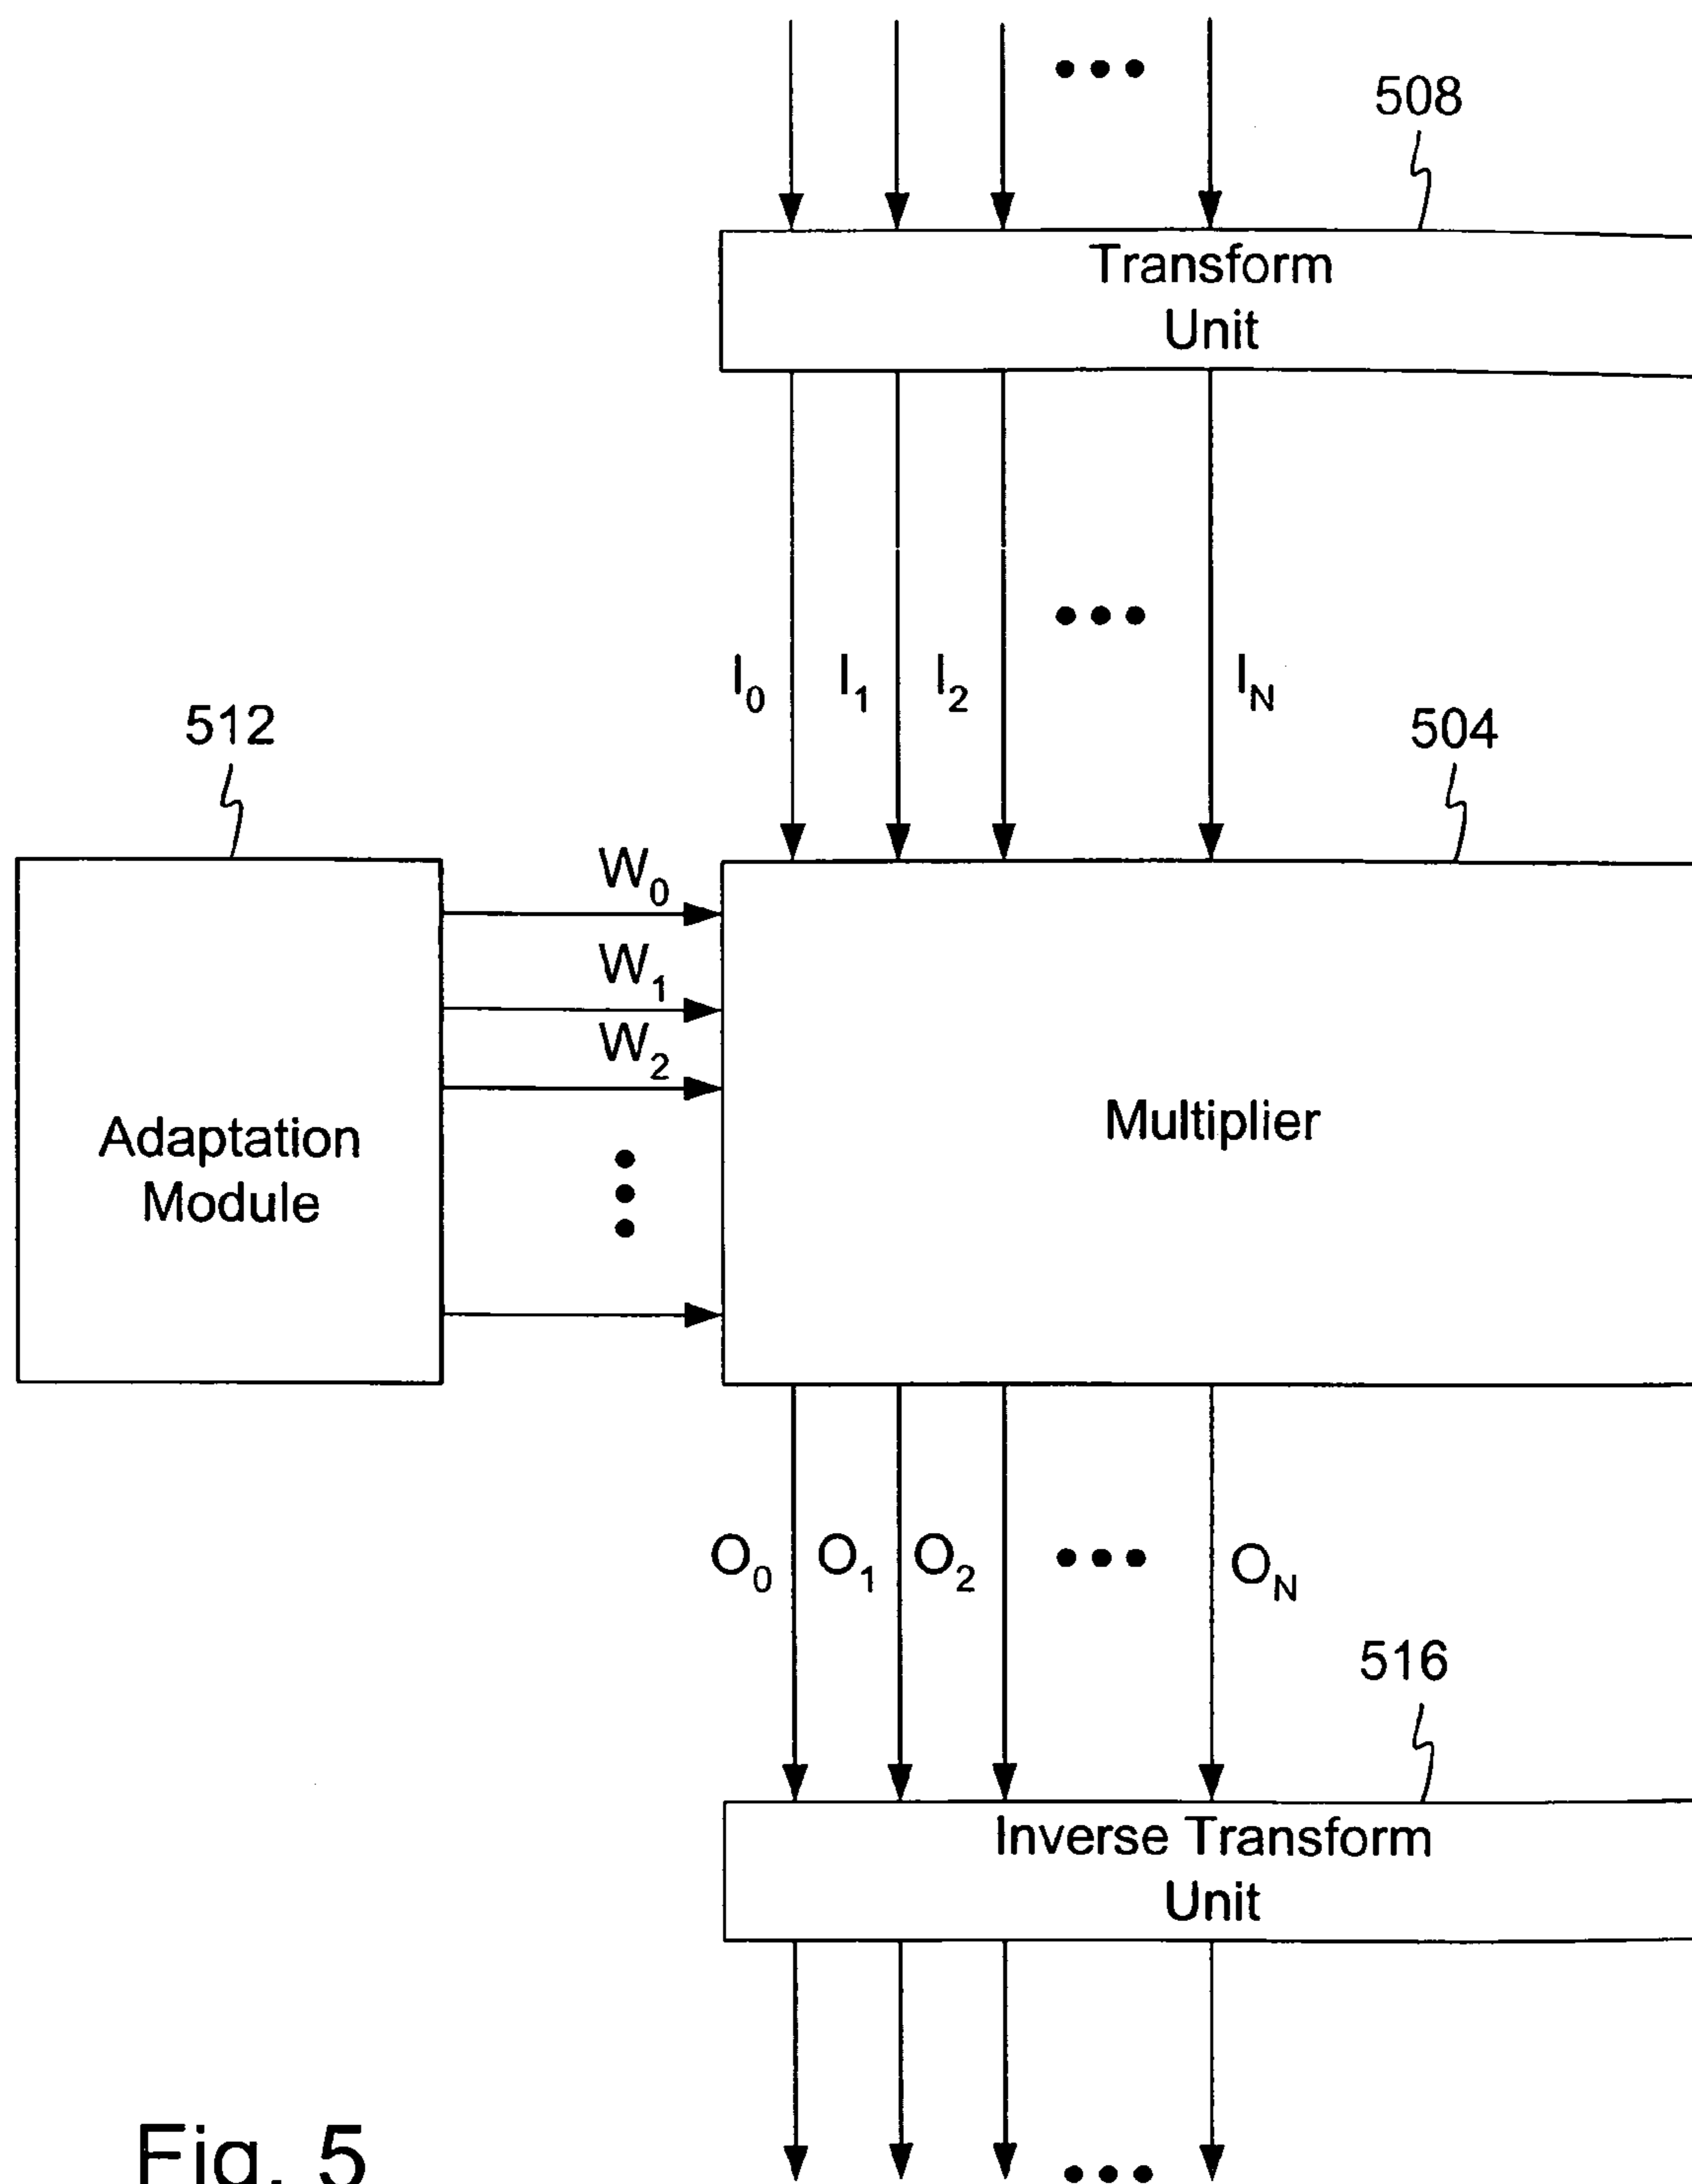 508
Transform
Unit
I0 I1 I2 IN
512
504
W0
W1
W2
Adaptation
Module
Multiplier
O0 O1 O2 ON
516
Inverse Transform
Unit
Fig. 5